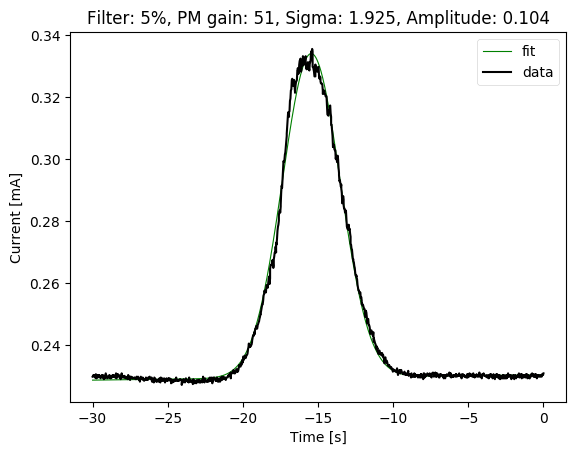 Filter: 5%, PM gain: 51, Sigma: 1.925, Amplitude: 0.104
fit
data
0.34
0.32
0.30
0.28
0.26
0.24
Current [mA]
−30
−25
−20
−15
−10
−5
0
Time [s]